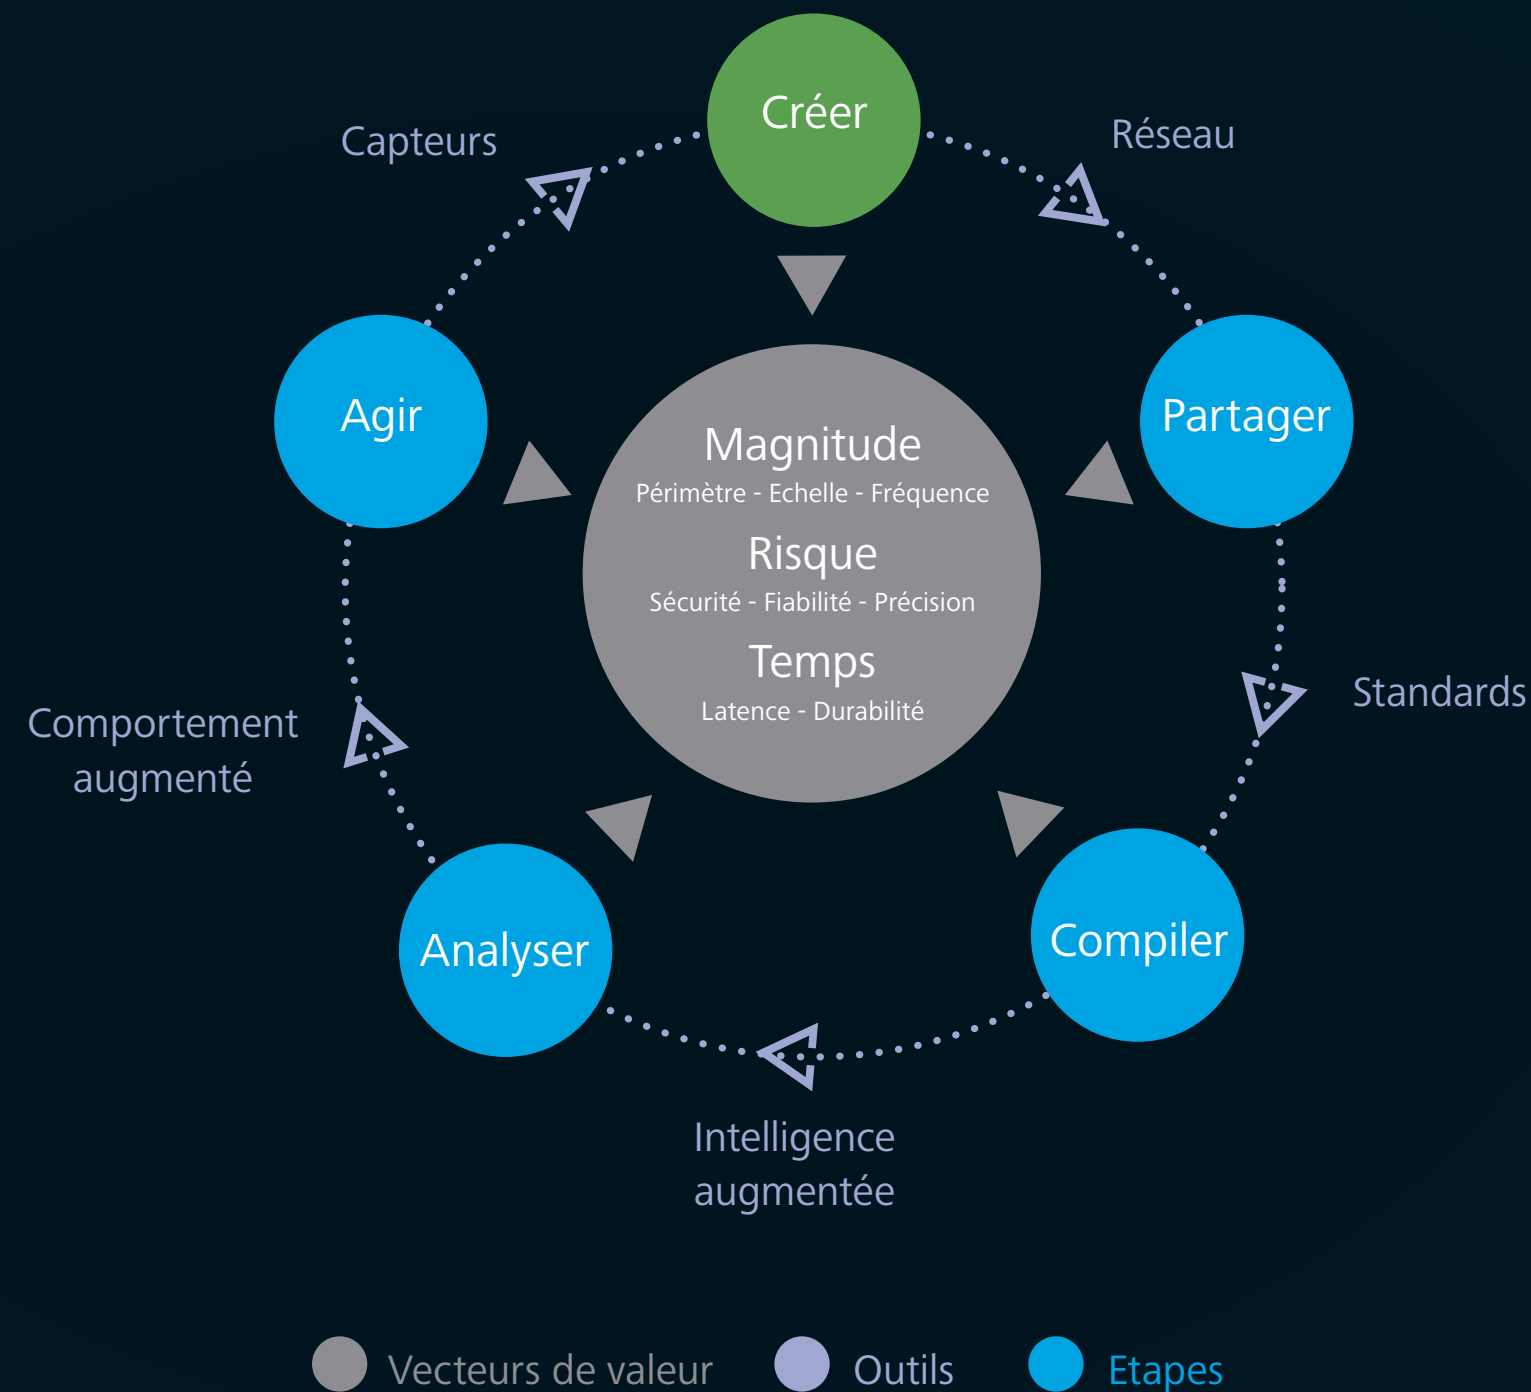 Créer
Capteurs
Réseau
Agir
Partager
Magnitude
Périmètre - Echelle - Fréquence
Risque
Sécurité - Fiabilité - Précision
Temps
Latence - Durabilité
Standards
Comportement
augmenté
Analyser
Compiler
Intelligence
augmentée
Vecteurs de valeur
Outils
Etapes